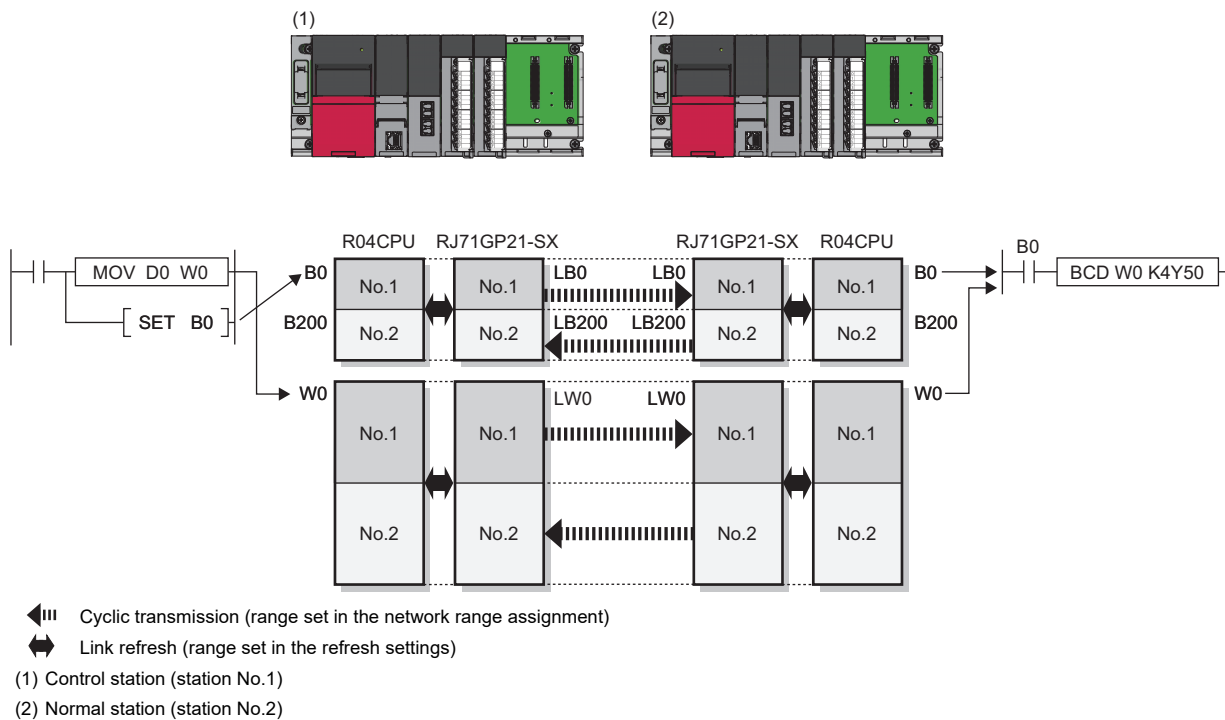 (1) (2)
R04CPU RJ71GP21-SX RJ71GP21-SX R04CPU
MOV D0 W0
SET B0
B0 No.1 No.1 LB0 LB0 No.1 No.1 B0
B200 No.2 No.2 LB200 LB200 No.2 No.2 B200
B0
BCD W0 K4Y50
W0 LW0 LW0 W0
No.1 No.1 No.1 No.1
No.2 No.2 No.2 No.2
Cyclic transmission (range set in the network range assignment)
Link refresh (range set in the refresh settings)
(1) Control station (station No.1)
(2) Normal station (station No.2)